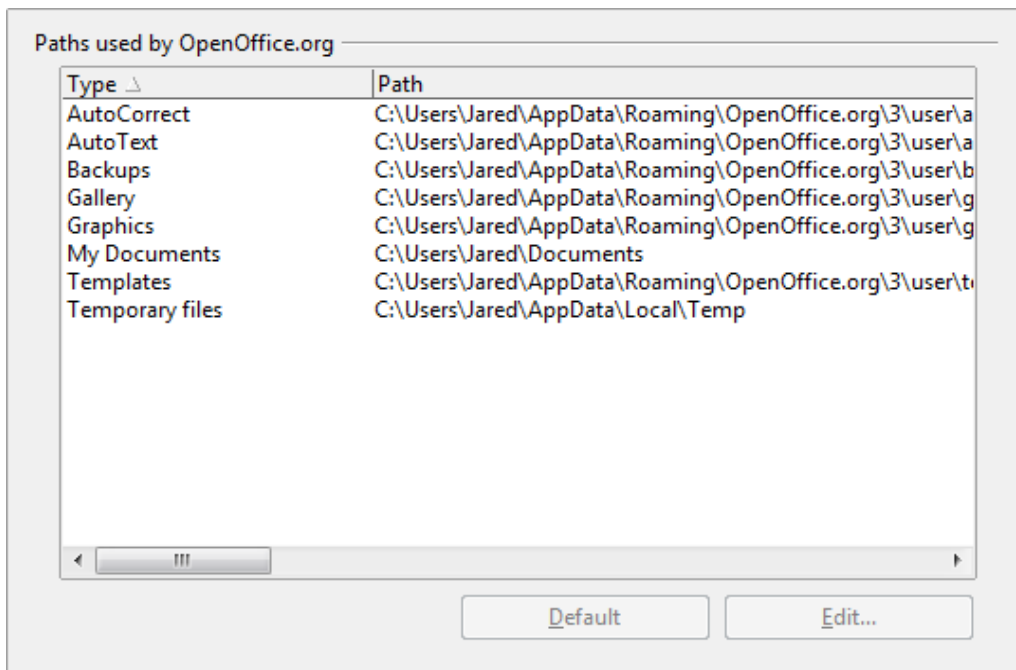 Paths used by OpenOffice.org
Type Path
AutoCorrect C:\Users\Jared\AppData\Roaming\OpenOffice.org\3\user\a
AutoText C:\Users\Jared\AppData\Roaming\OpenOffice.org\3\user\a
Backups C:\Users\Jared\AppData\Roaming\OpenOffice.org\3\user\b
Gallery C:\Users\Jared\AppData\Roaming\OpenOffice.org\3\user\g
Graphics C:\Users\Jared\AppData\Roaming\OpenOffice.org\3\user\g
My Documents C:\Users\Jared\Documents
Templates C:\Users\Jared\AppData\Roaming\OpenOffice.org\3\user\t
Temporary files C:\Users\Jared\AppData\Local\Temp
Default Edit...